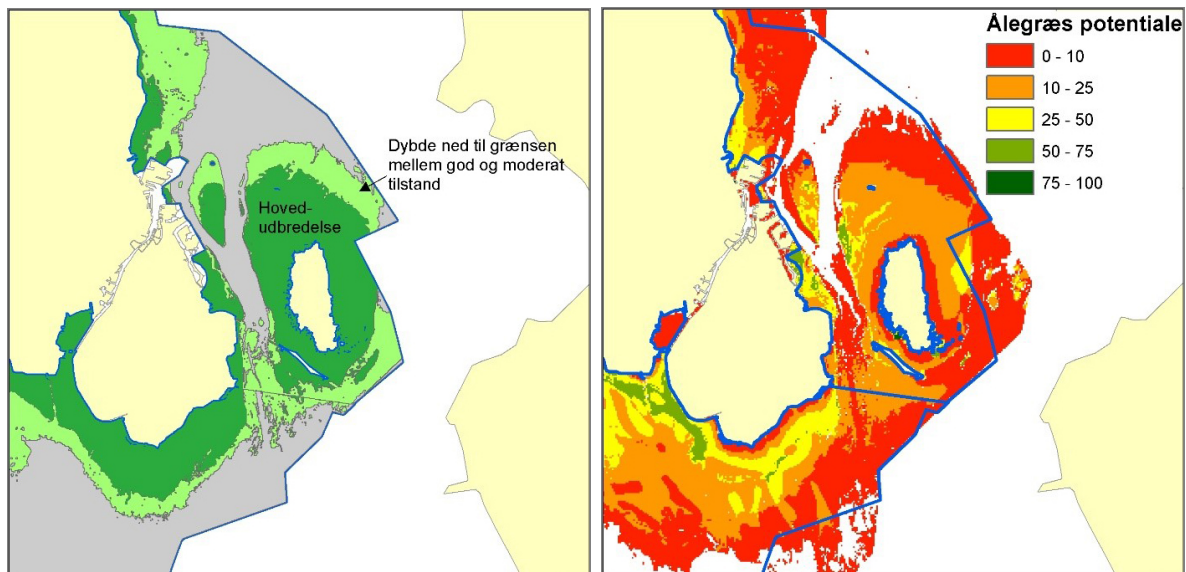 Dybde ned til grænsen
mellem god og moderat
tilstand
Hoved-
udbredelse
Ålegræs potentiale
0 - 10
10 - 25
25 - 50
50 - 75
75 - 100